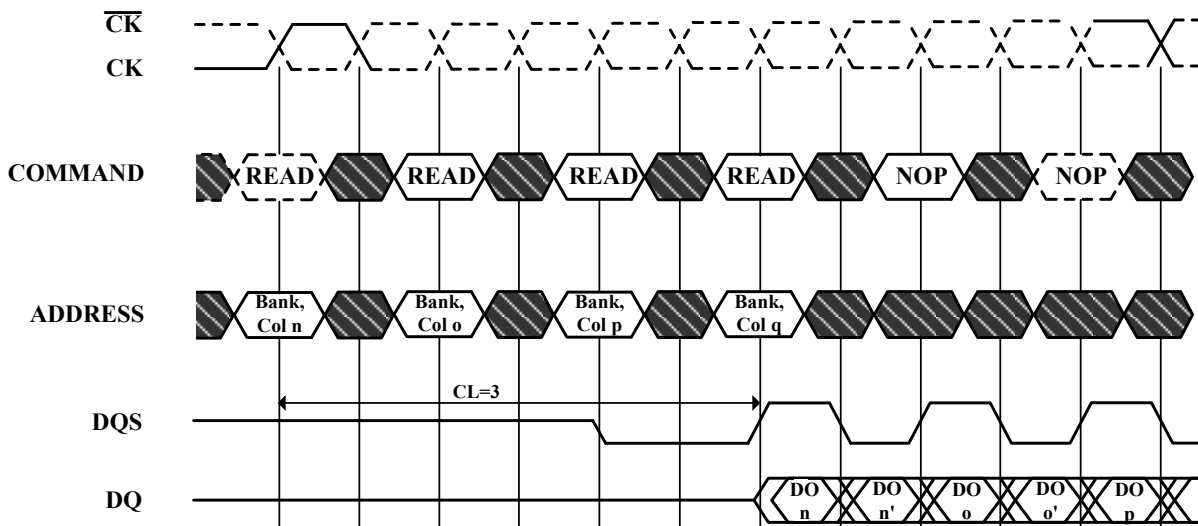 CK
CK
COMMAND
READ
READ
READ
READ
NOP
NOP
ADDRESS
Bank,
Col n
Bank,
Col o
Bank,
Col p
Bank,
Col q
CL=3
DQS
DQ
DO
n
DO
n'
DO
o
DO
o'
DO
p